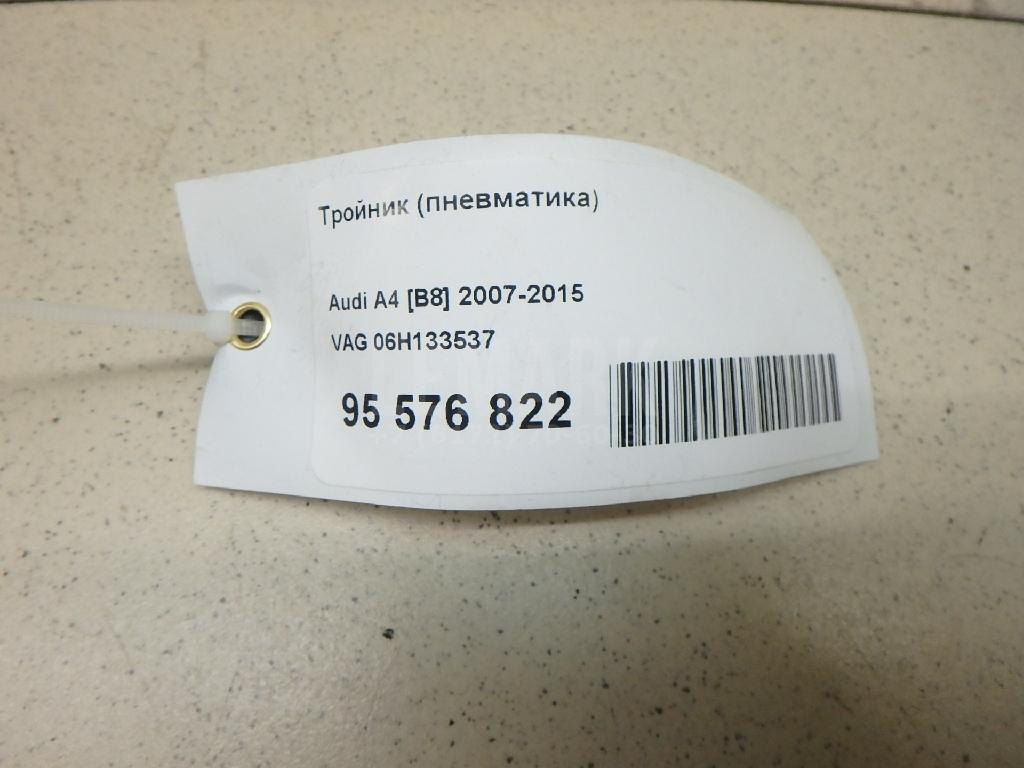 Тройник (пневматика)
Audi A4 [B8] 2007-2015
VAG 06H133537
95 576 822